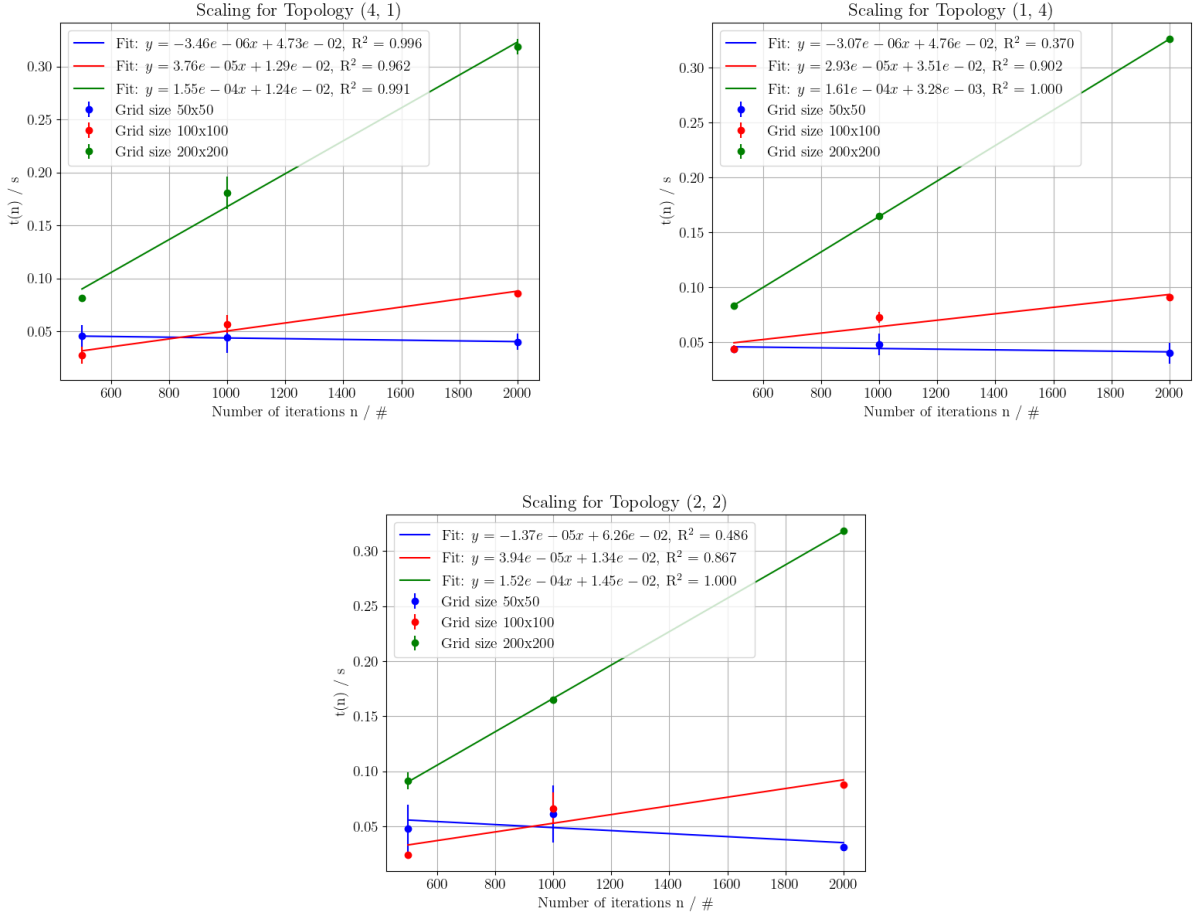 Scaling for Topology (4, 1)
Fit: y = −3.46e − 06x + 4.73e − 02, R² = 0.996
Fit: y = 3.76e − 05x + 1.29e − 02, R² = 0.962
Fit: y = 1.55e − 04x + 1.24e − 02, R² = 0.991
Grid size 50x50
Grid size 100x100
Grid size 200x200
t(n) / s
0.30
0.25
0.20
0.15
0.10
0.05
600 800 1000 1200 1400 1600 1800 2000
Number of iterations n / #
Scaling for Topology (1, 4)
Fit: y = −3.07e − 06x + 4.76e − 02, R² = 0.370
Fit: y = 2.93e − 05x + 3.51e − 02, R² = 0.902
Fit: y = 1.61e − 04x + 3.28e − 03, R² = 1.000
Grid size 50x50
Grid size 100x100
Grid size 200x200
t(n) / s
0.30
0.25
0.20
0.15
0.10
0.05
600 800 1000 1200 1400 1600 1800 2000
Number of iterations n / #
Scaling for Topology (2, 2)
Fit: y = −1.37e − 05x + 6.26e − 02, R² = 0.486
Fit: y = 3.94e − 05x + 1.34e − 02, R² = 0.867
Fit: y = 1.52e − 04x + 1.45e − 02, R² = 1.000
Grid size 50x50
Grid size 100x100
Grid size 200x200
t(n) / s
0.30
0.25
0.20
0.15
0.10
0.05
600 800 1000 1200 1400 1600 1800 2000
Number of iterations n / #